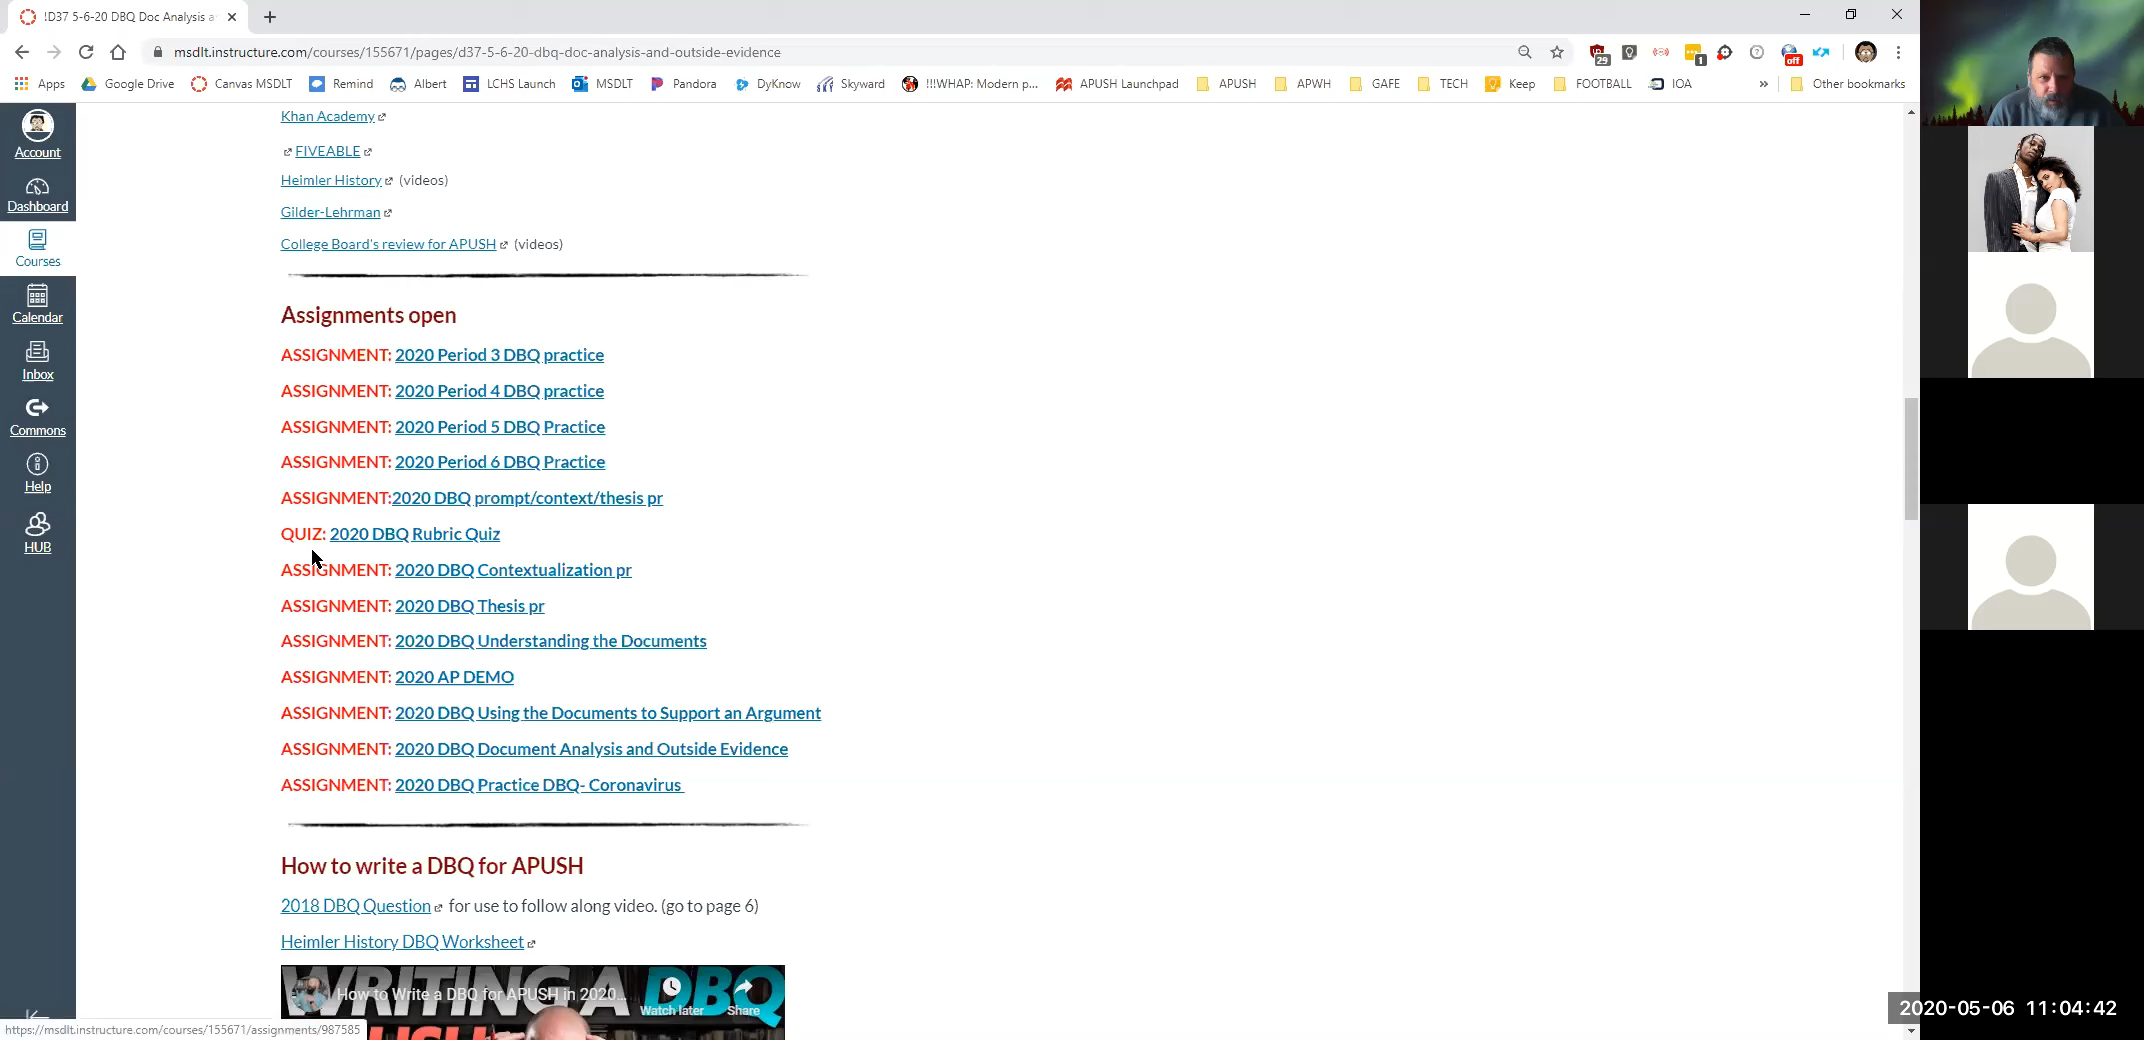 !D37 5-6-20 DBQ Doc Analysis a
msdlt.instructure.com/courses/155671/pages/d37-5-6-20-dbq-doc-analysis-and-outside-evidence
29
1
off
Apps Google Drive Canvas MSDLT Remind Albert LCHS Launch MSDLT Pandora DyKnow Skyward !!!WHAP: Modern p... APUSH Launchpad APUSH APWH GAFE TECH Keep FOOTBALL IOA » Other bookmarks
Account
Dashboard
Courses
Calendar
Inbox
Commons
Help
HUB
Khan Academy
FIVEABLE
Heimler History (videos)
Gilder-Lehrman
College Board's review for APUSH (videos)
Assignments open
ASSIGNMENT: 2020 Period 3 DBQ practice
ASSIGNMENT: 2020 Period 4 DBQ practice
ASSIGNMENT: 2020 Period 5 DBQ Practice
ASSIGNMENT: 2020 Period 6 DBQ Practice
ASSIGNMENT:2020 DBQ prompt/context/thesis pr
QUIZ: 2020 DBQ Rubric Quiz
ASSIGNMENT: 2020 DBQ Contextualization pr
ASSIGNMENT: 2020 DBQ Thesis pr
ASSIGNMENT: 2020 DBQ Understanding the Documents
ASSIGNMENT: 2020 AP DEMO
ASSIGNMENT: 2020 DBQ Using the Documents to Support an Argument
ASSIGNMENT: 2020 DBQ Document Analysis and Outside Evidence
ASSIGNMENT: 2020 DBQ Practice DBQ- Coronavirus
How to write a DBQ for APUSH
2018 DBQ Question for use to follow along video. (go to page 6)
Heimler History DBQ Worksheet
WRITING A DBQ
How to Write a DBQ for APUSH in 2020...
Watch later Share
https://msdlt.instructure.com/courses/155671/assignments/987585
2020-05-06 11:04:42